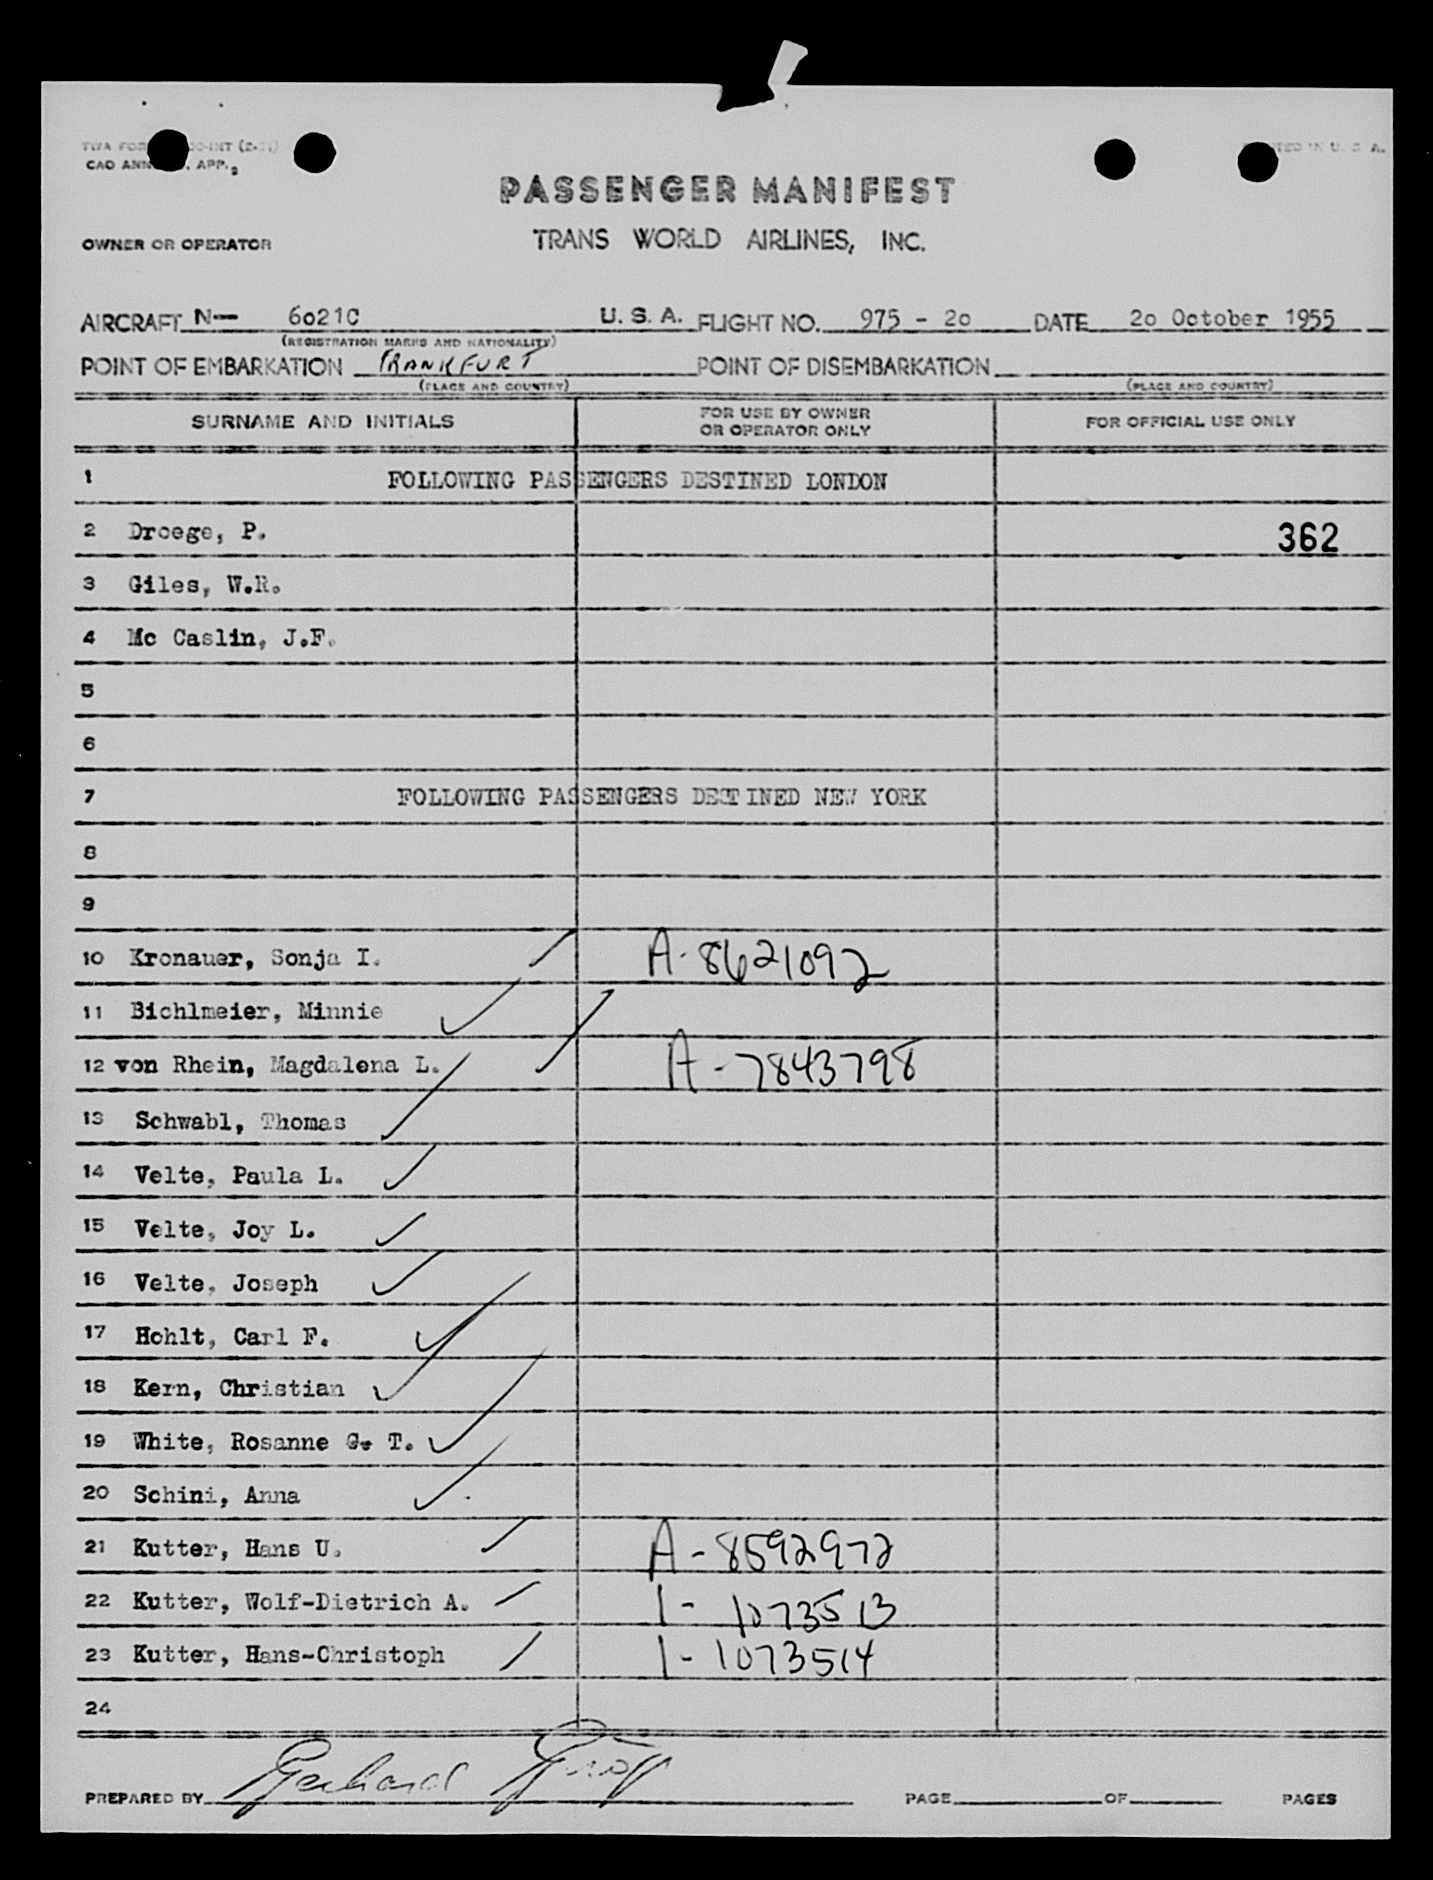 CAO ANN. APP.
PASSENGER MANIFEST
OWNER OR OPERATOR
TRANS WORLD AIRLINES, INC.
AIRCRAFT N-- 6021C U. S. A. FLIGHT NO. 975 - 20 DATE 20 October 1955
(REGISTRATION MARKS AND NATIONALITY)
POINT OF EMBARKATION FRANKFURT POINT OF DISEMBARKATION
(PLACE AND COUNTRY) (PLACE AND COUNTRY)
SURNAME AND INITIALS FOR USE BY OWNER OR OPERATOR ONLY FOR OFFICIAL USE ONLY
1 FOLLOWING PASSENGERS DESTINED LONDON
2 Droege, P. 362
3 Giles, W.R.
4 Mc Caslin, J.F.
5
6
7 FOLLOWING PASSENGERS DESTINED NEW YORK
8
9
10 Kronauer, Sonja I. A-8621092
11 Bichlmeier, Minnie
12 von Rhein, Magdalena L. A-7843798
13 Schwabl, Thomas
14 Velte, Paula L.
15 Velte, Joy L.
16 Velte, Joseph
17 Hohlt, Carl F.
18 Kern, Christian
19 White, Rosanne G. T.
20 Schini, Anna
21 Kutter, Hans U. A-8592972
22 Kutter, Wolf-Dietrich A. 1-1073513
23 Kutter, Hans-Christoph 1-1073514
24
PREPARED BY Gerhard PAGE OF PAGES